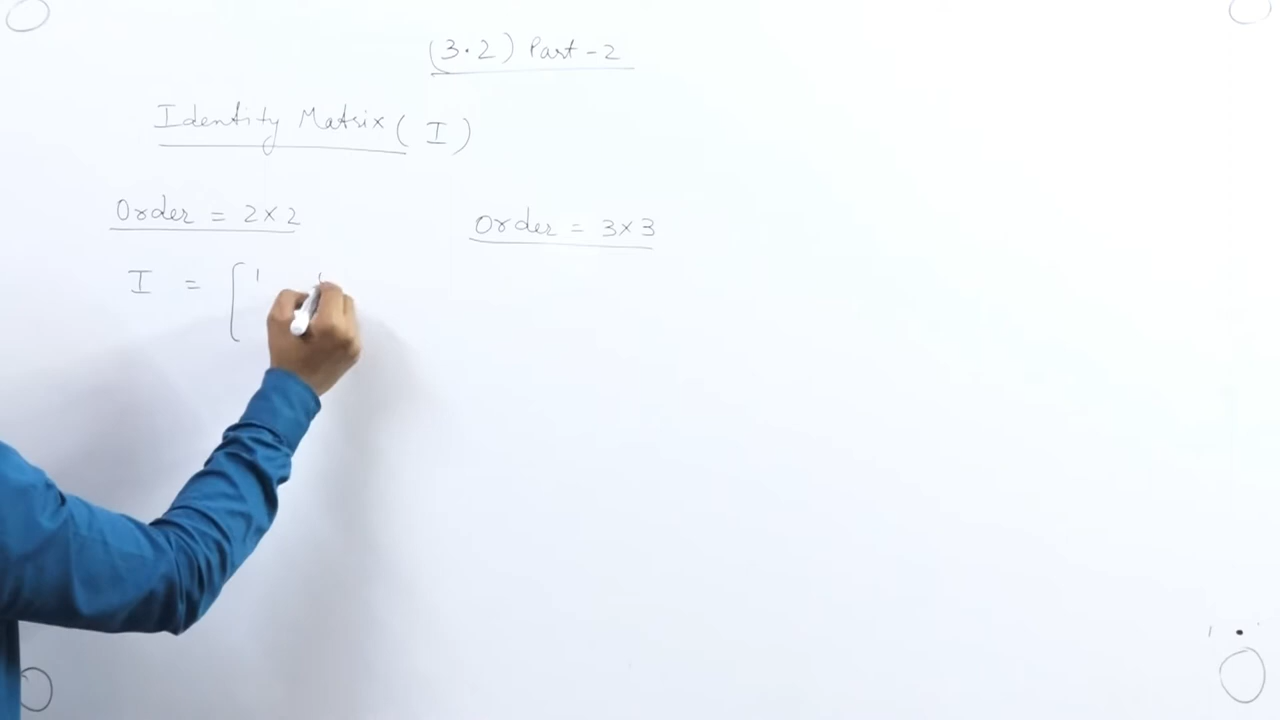 (3.2) Part-2
Identity Matrix ( I )
Order = 2×2
Order = 3×3
I = [ 1